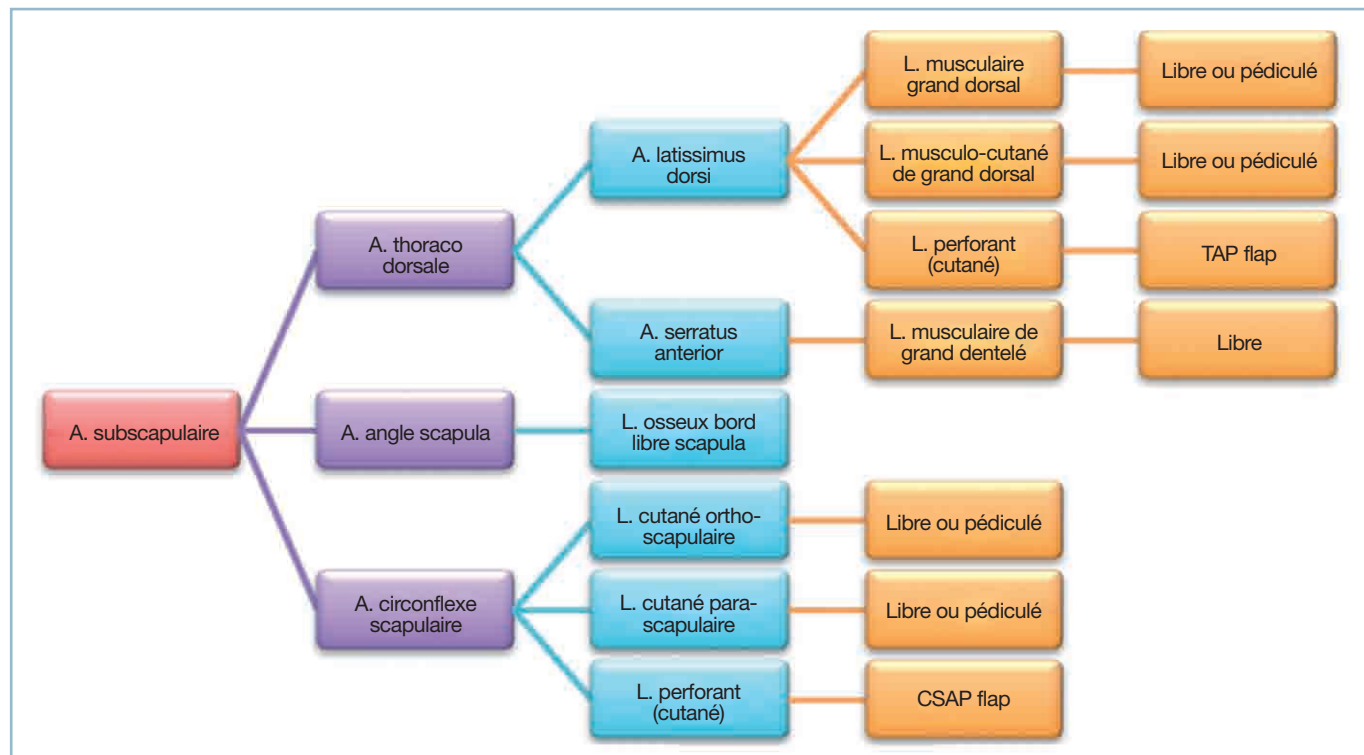 L. musculaire
grand dorsal
Libre ou pédiculé
A. latissimus
dorsi
L. musculo-cutané
de grand dorsal
Libre ou pédiculé
A. thoraco
dorsale
L. perforant
(cutané)
TAP flap
A. serratus
anterior
L. musculaire de
grand dentelé
Libre
A. subscapulaire
A. angle scapula
L. osseux bord
libre scapula
L. cutané ortho-
scapulaire
Libre ou pédiculé
A. circonflexe
scapulaire
L. cutané para-
scapulaire
Libre ou pédiculé
L. perforant
(cutané)
CSAP flap